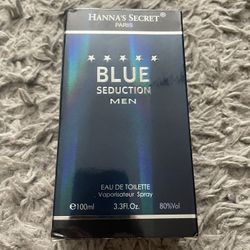 HANNA'S SECRET®
PARIS
BLUE
SEDUCTION
MEN
EAU DE TOILETTE
Vaporisateur Spray
℮100ml 3.3Fl.Oz. 80%Vol